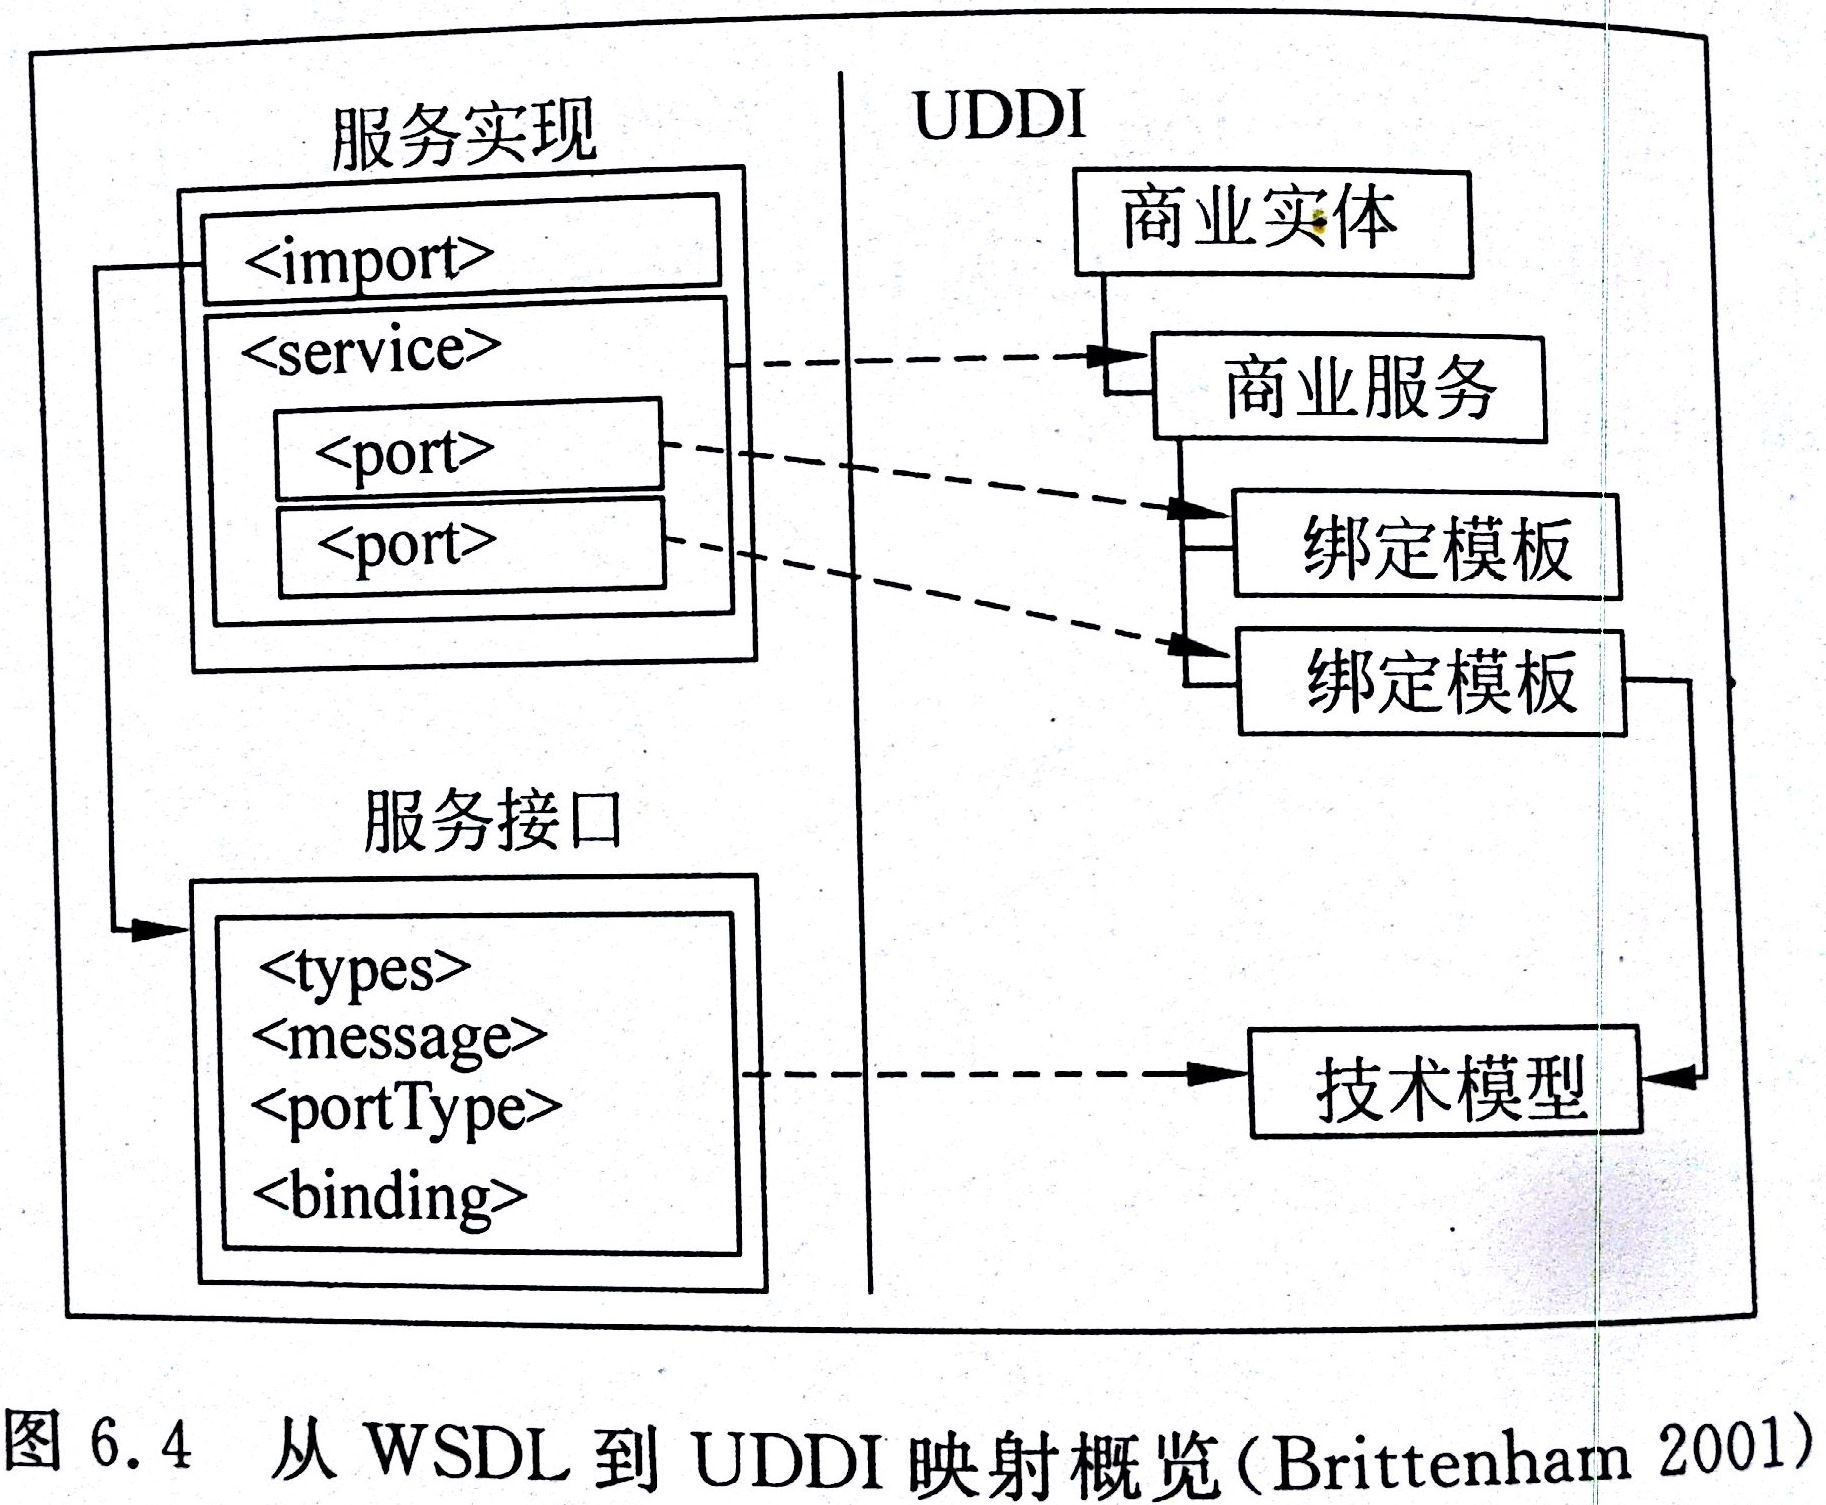 服务实现
<import>
<service>
<port>
<port>
服务接口
<types>
<message>
<portType>
<binding>
UDDI
商业实体
商业服务
绑定模板
绑定模板
技术模型
图 6.4 从 WSDL 到 UDDI 映射概览(Brittenham 2001)